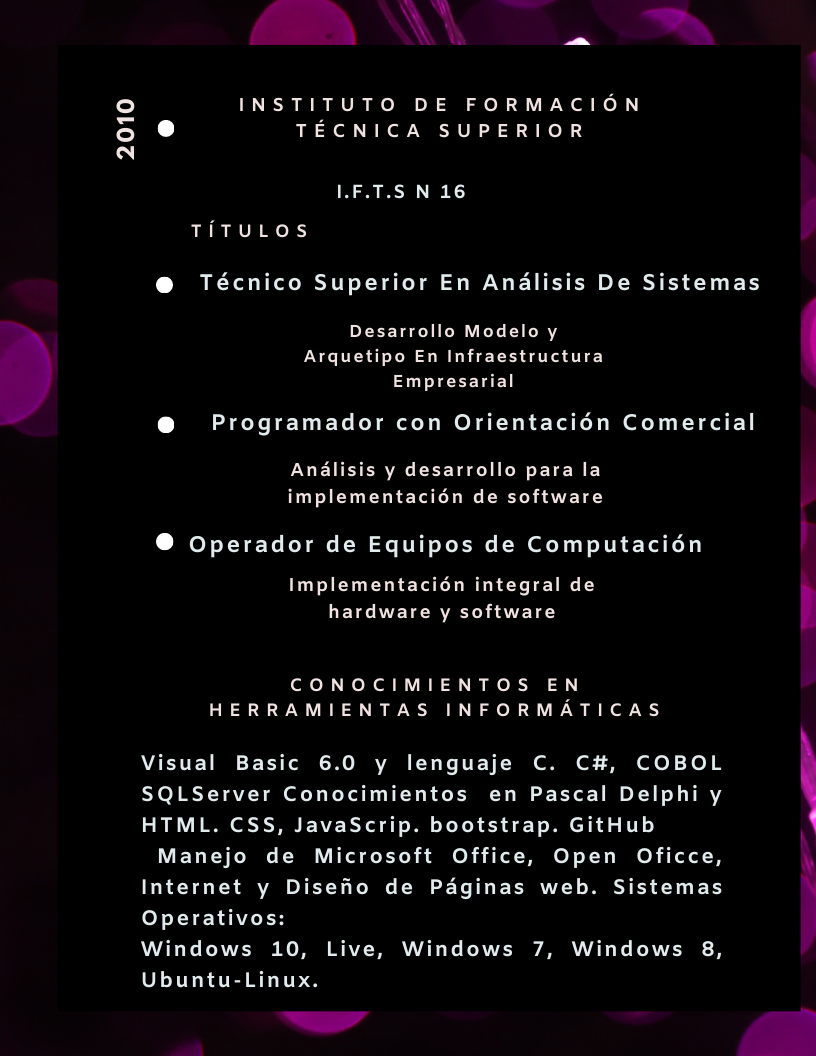 2010
INSTITUTO DE FORMACIÓN
TÉCNICA SUPERIOR
I.F.T.S N 16
TÍTULOS
Técnico Superior En Análisis De Sistemas
Desarrollo Modelo y
Arquetipo En Infraestructura
Empresarial
Programador con Orientación Comercial
Análisis y desarrollo para la
implementación de software
Operador de Equipos de Computación
Implementación integral de
hardware y software
CONOCIMIENTOS EN
HERRAMIENTAS INFORMÁTICAS
Visual Basic 6.0 y lenguaje C. C#, COBOL
SQLServer Conocimientos en Pascal Delphi y
HTML. CSS, JavaScrip. bootstrap. GitHub
Manejo de Microsoft Office, Open Oficce,
Internet y Diseño de Páginas web. Sistemas
Operativos:
Windows 10, Live, Windows 7, Windows 8,
Ubuntu-Linux.